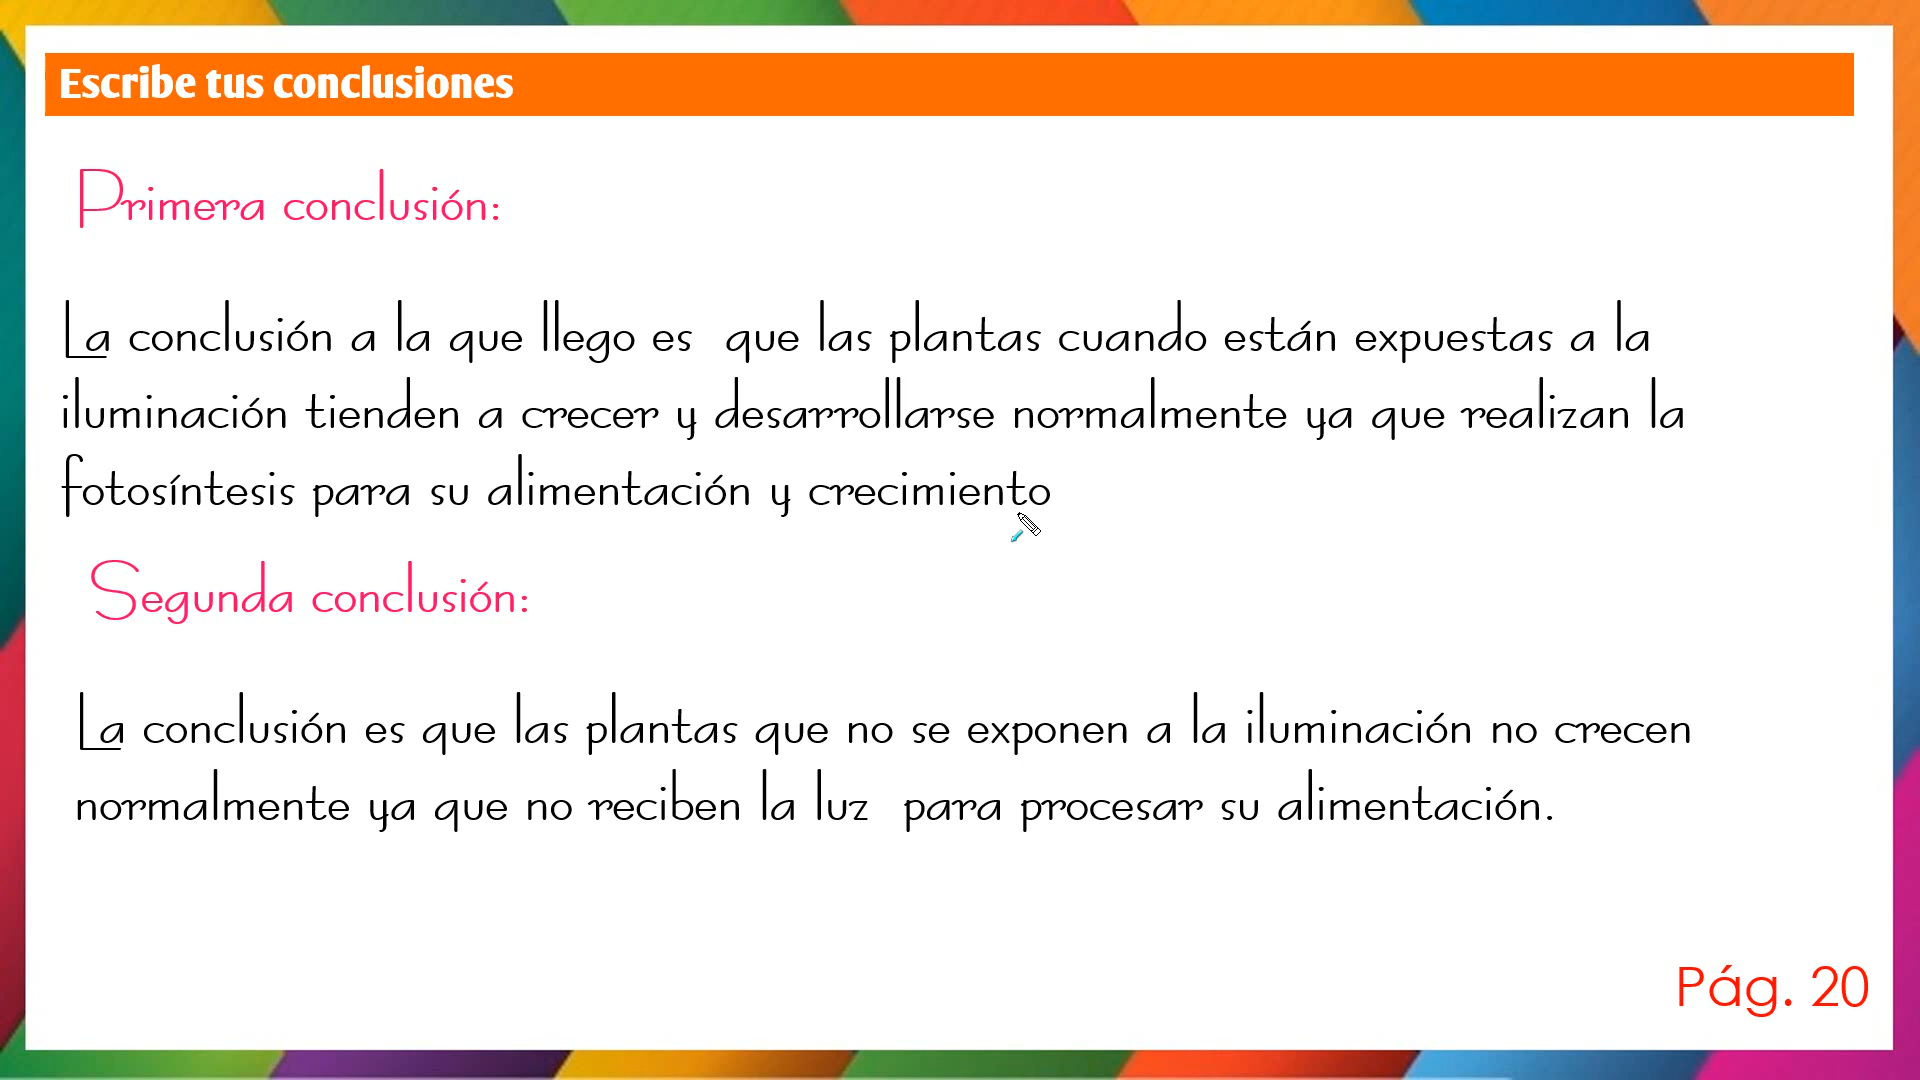 Escribe tus conclusiones
Primera conclusión:
La conclusión a la que llego es que las plantas cuando están expuestas a la
iluminación tienden a crecer y desarrollarse normalmente ya que realizan la
fotosíntesis para su alimentación y crecimiento
Segunda conclusión:
La conclusión es que las plantas que no se exponen a la iluminación no crecen
normalmente ya que no reciben la luz para procesar su alimentación.
Pág. 20